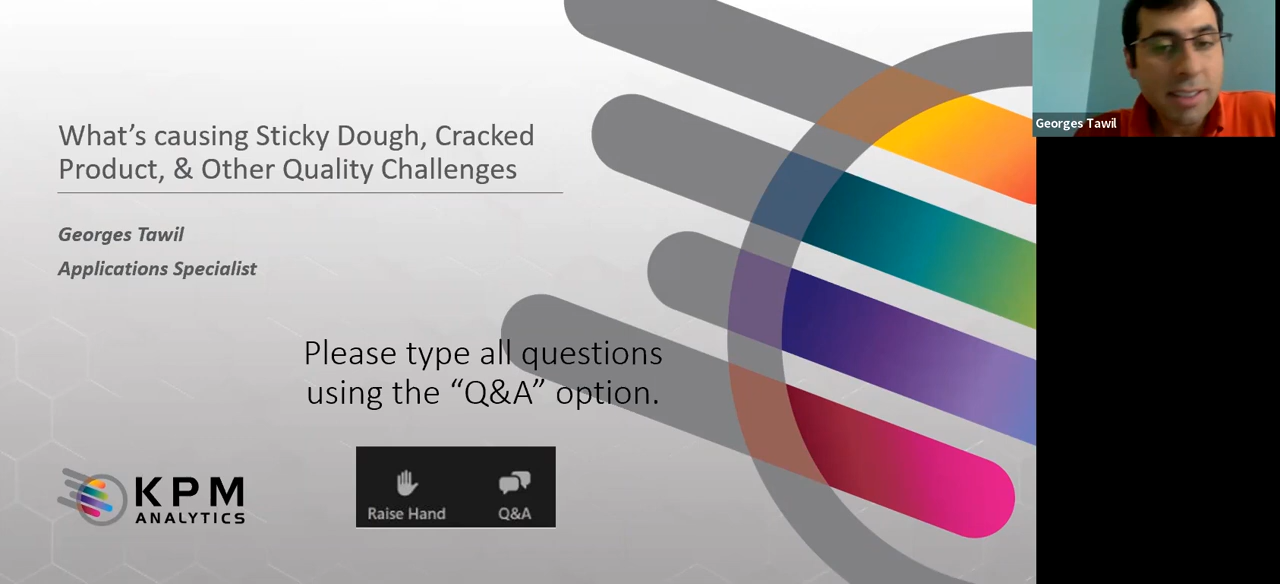 What's causing Sticky Dough, Cracked
Product, & Other Quality Challenges
Georges Tawil
Applications Specialist
Please type all questions
using the “Q&A” option.
Raise Hand
Q&A
KPM
ANALYTICS
Georges Tawil